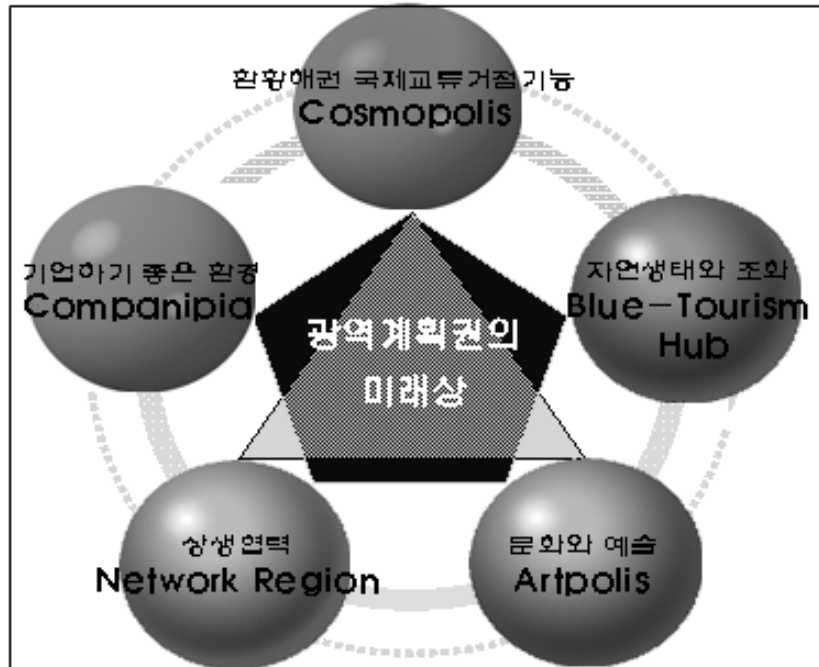 환황해권 국제교류거점기능
Cosmopolis
기업하기 좋은 환경
Companipia
자연생태와 조화
Blue-Tourism
Hub
광역계획권의
미래상
상생협력
Network Region
문화와 예술
Artpolis